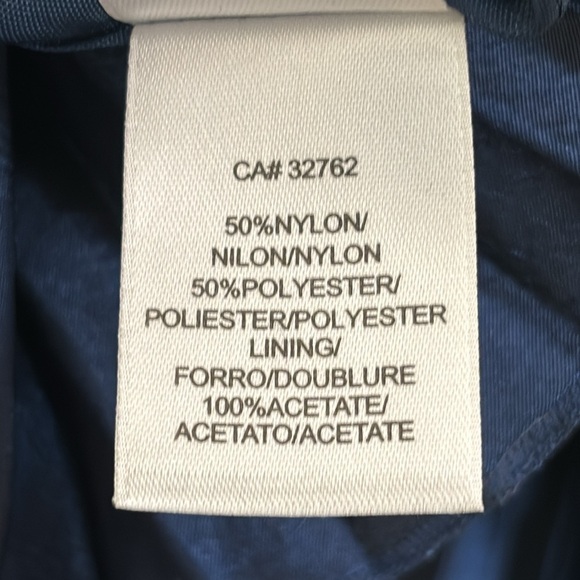 CA# 32762
50%NYLON/
NILON/NYLON
50%POLYESTER/
POLIESTER/POLYESTER
LINING/
FORRO/DOUBLURE
100%ACETATE/
ACETATO/ACETATE